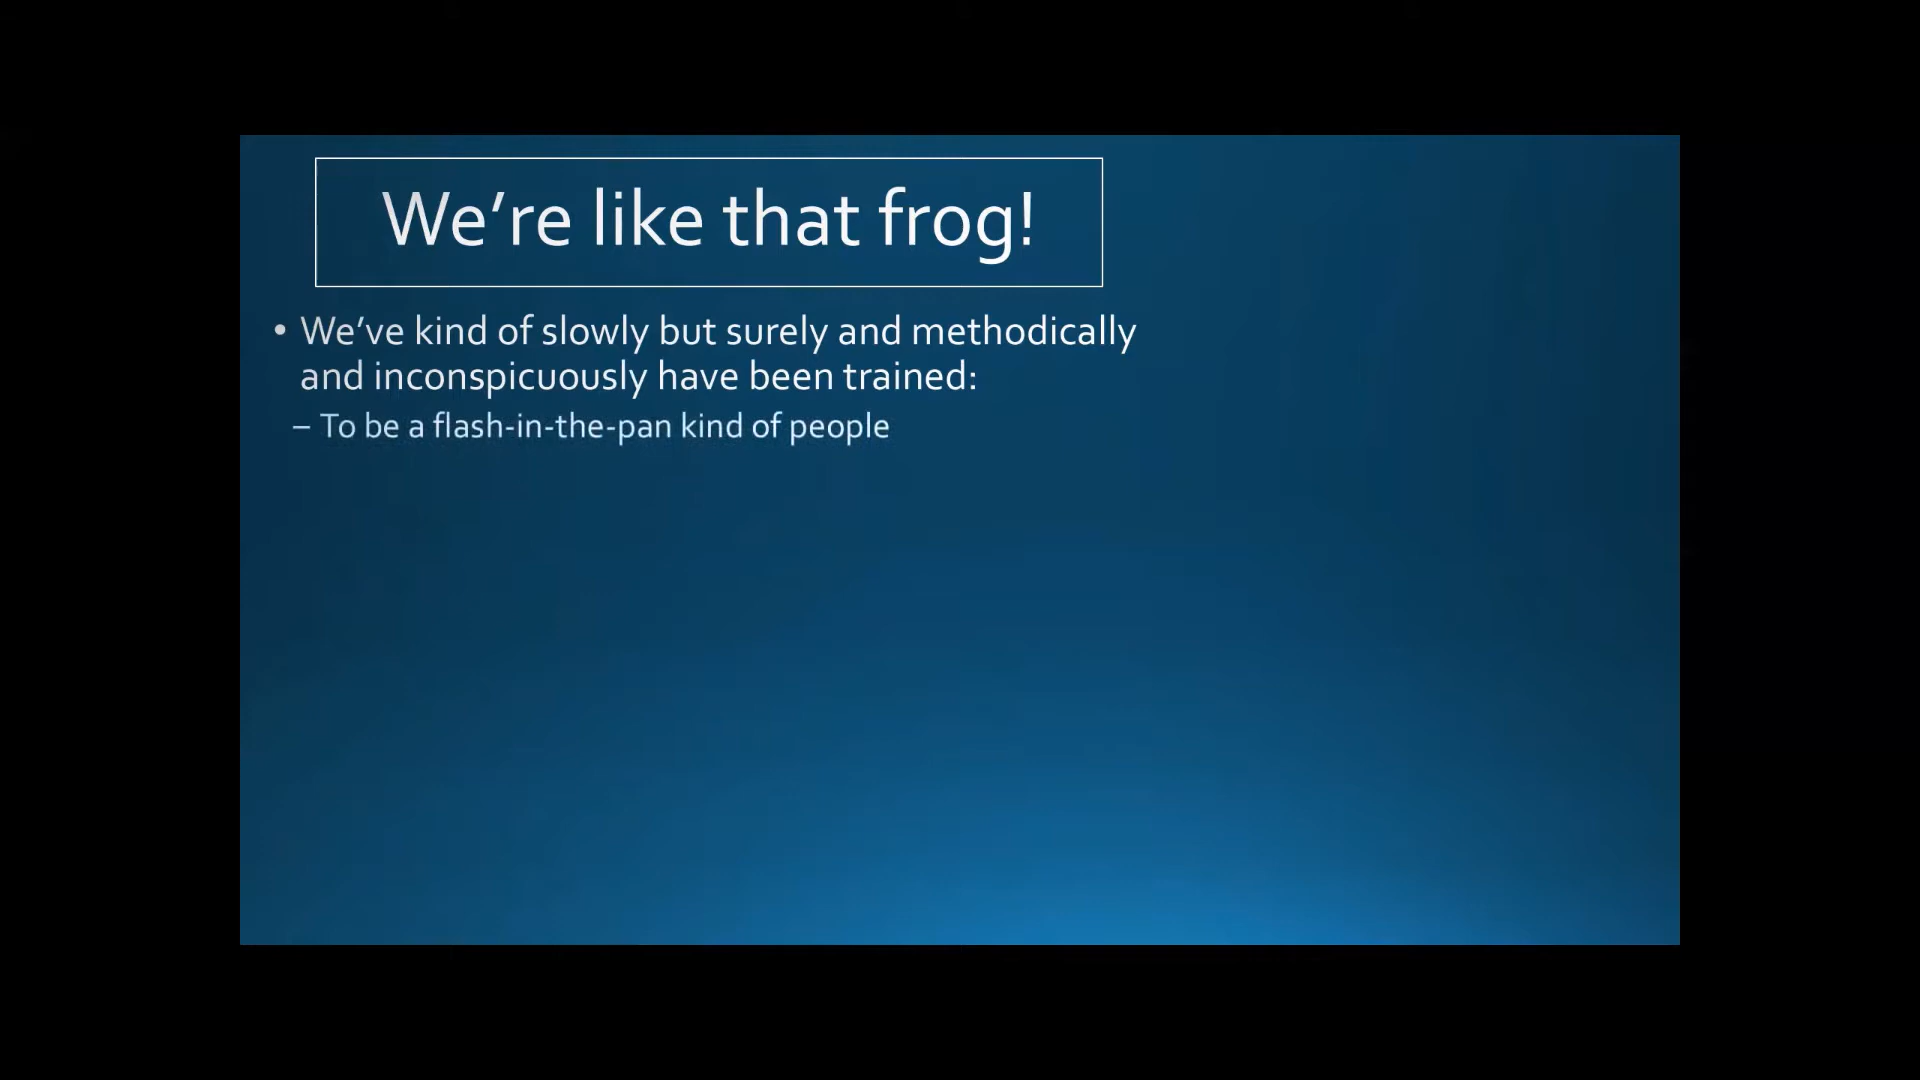 We're like that frog!
• We've kind of slowly but surely and methodically
and inconspicuously have been trained:
– To be a flash-in-the-pan kind of people